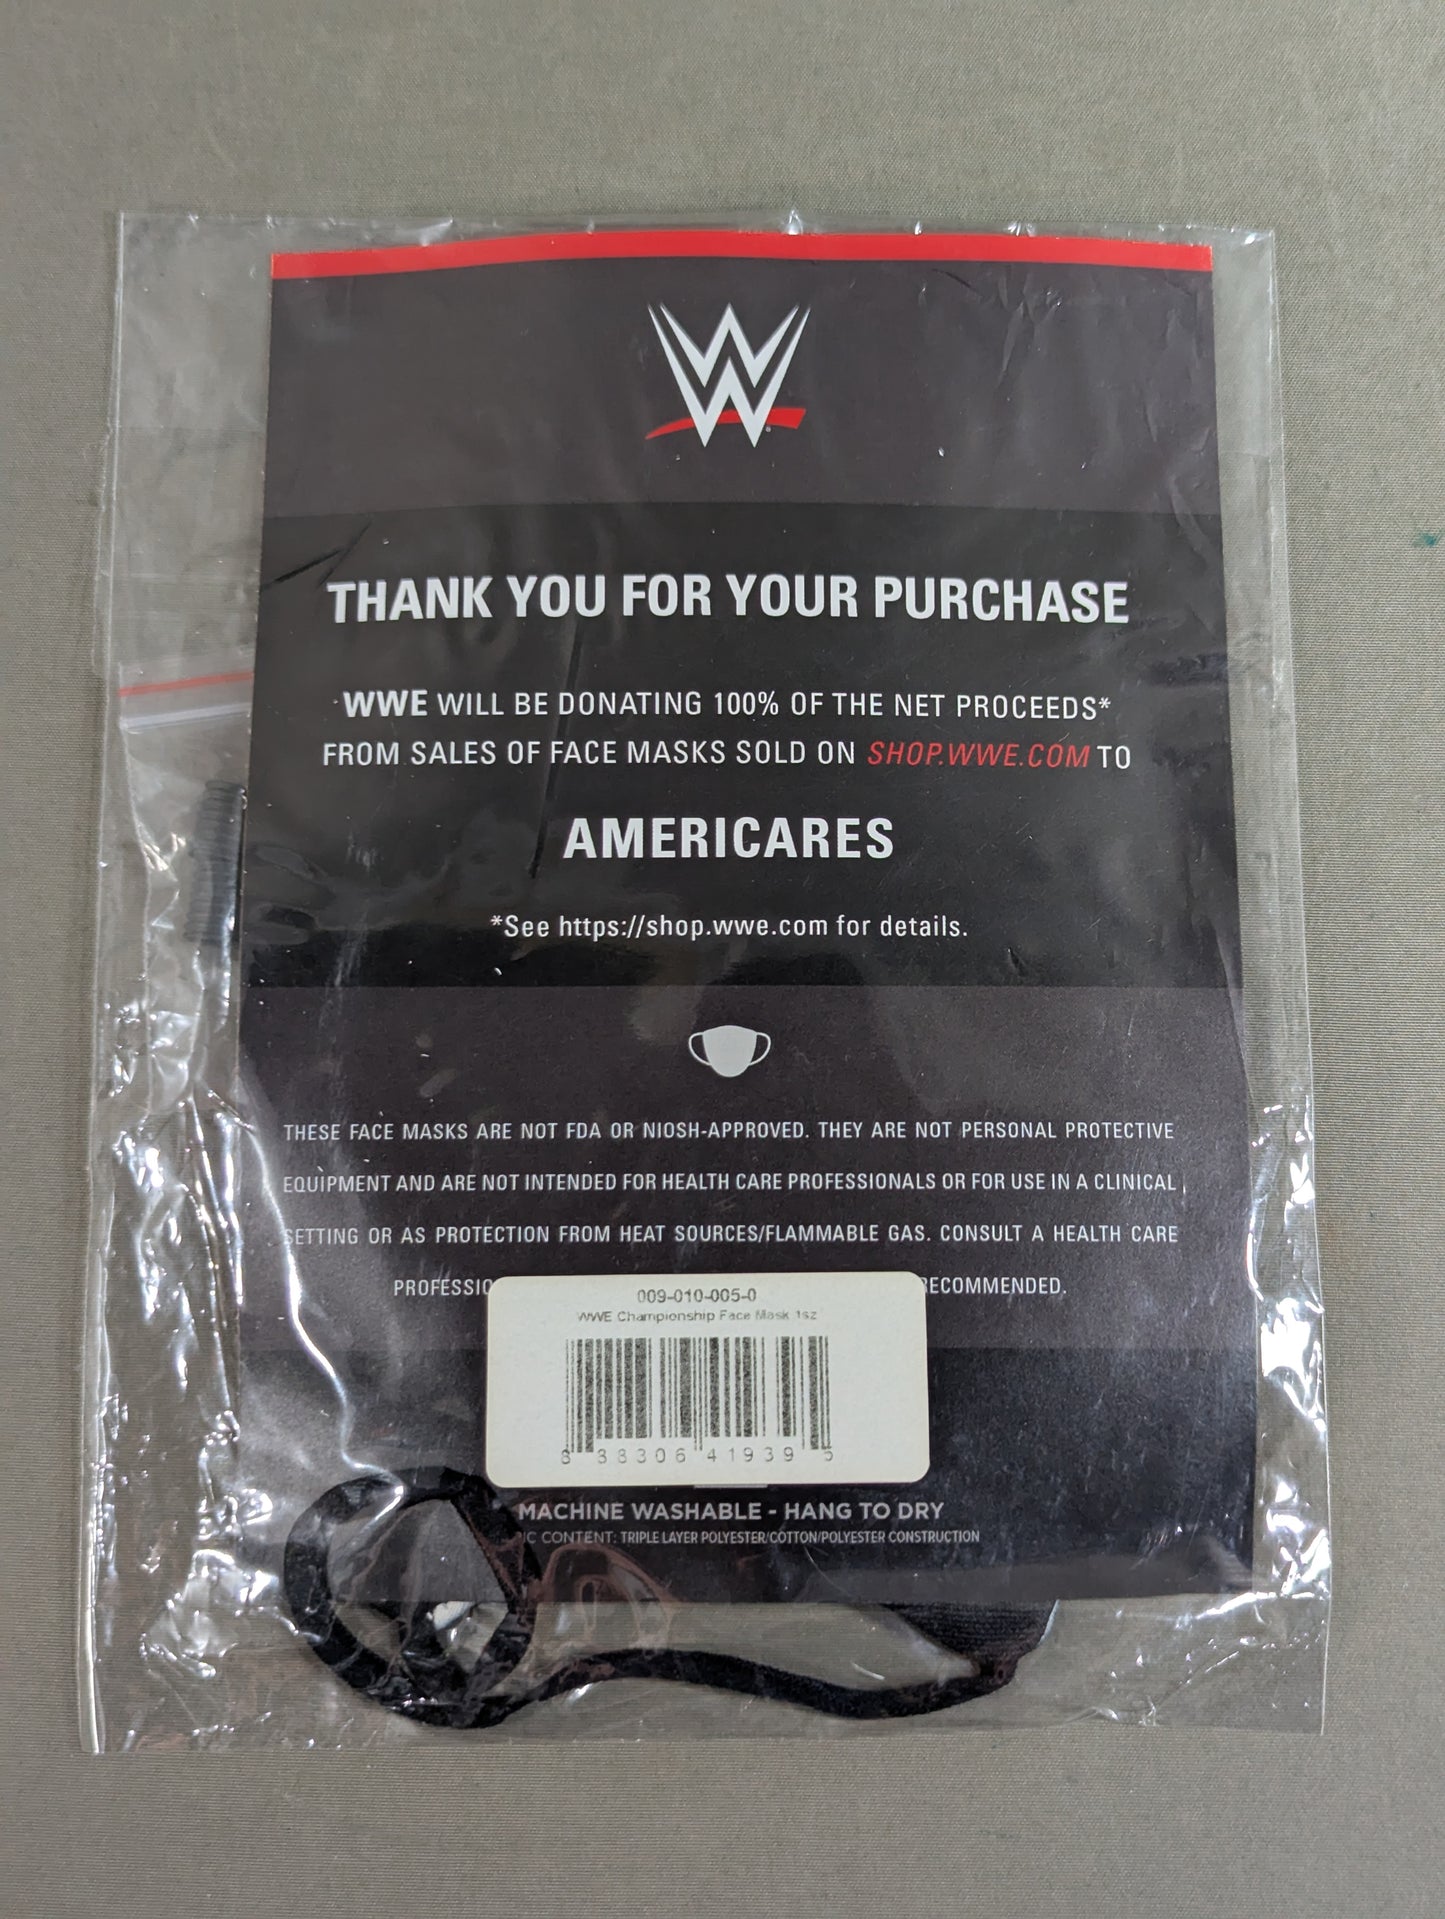 W
THANK YOU FOR YOUR PURCHASE
WWE WILL BE DONATING 100% OF THE NET PROCEEDS*
FROM SALES OF FACE MASKS SOLD ON SHOP.WWE.COM TO
AMERICARES
*See https://shop.wwe.com for details.
THESE FACE MASKS ARE NOT FDA OR NIOSH-APPROVED. THEY ARE NOT PERSONAL PROTECTIVE
EQUIPMENT AND ARE NOT INTENDED FOR HEALTH CARE PROFESSIONALS OR FOR USE IN A CLINICAL
SETTING OR AS PROTECTION FROM HEAT SOURCES/FLAMMABLE GAS. CONSULT A HEALTH CARE
RECOMMENDED.
009-010-005-0
WWE Championship Face Mask 1sz
8 38306 41939 5
MACHINE WASHABLE - HANG TO DRY
CONTENT: TRIPLE LAYER POLYESTER/COTTON/POLYESTER CONSTRUCTION